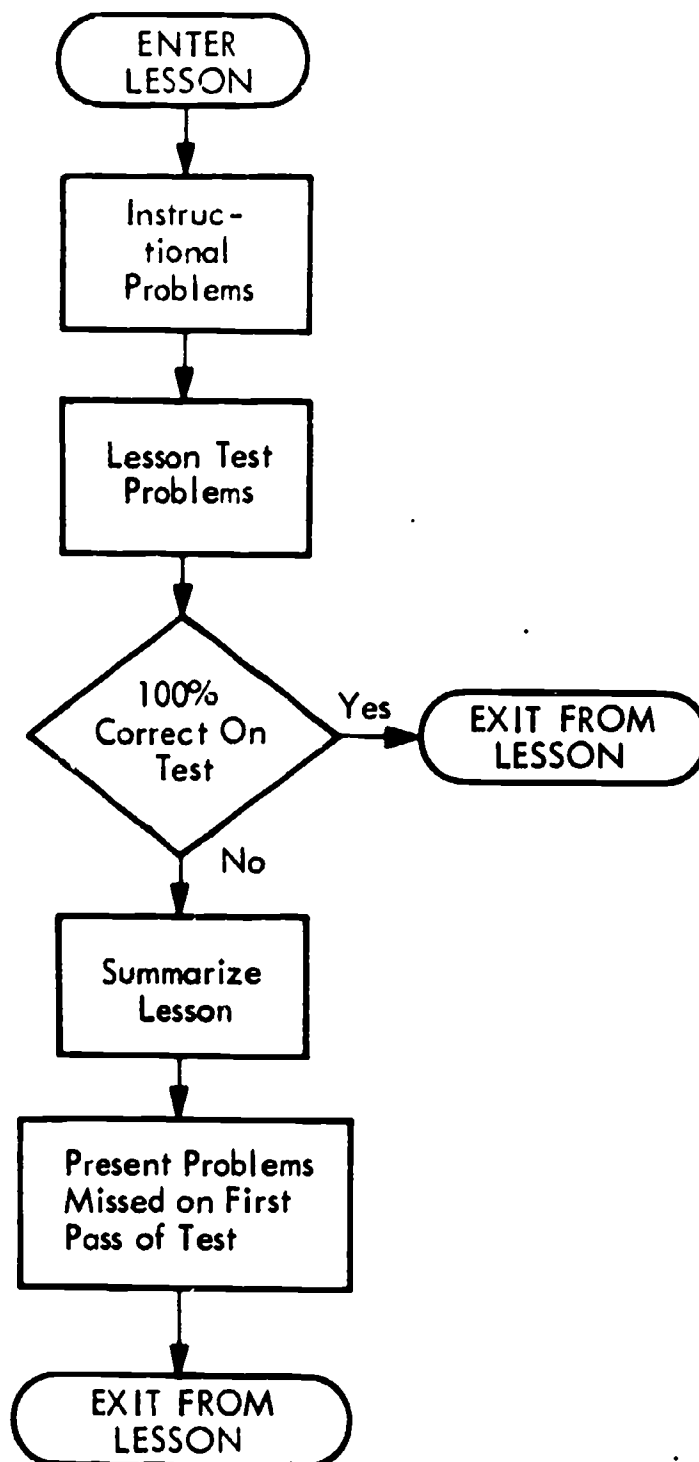 ENTER
LESSON
Instruc-
tional
Problems
Lesson Test
Problems
100%
Correct On
Test
Yes
EXIT FROM
LESSON
No
Summarize
Lesson
Present Problems
Missed on First
Pass of Test
EXIT FROM
LESSON